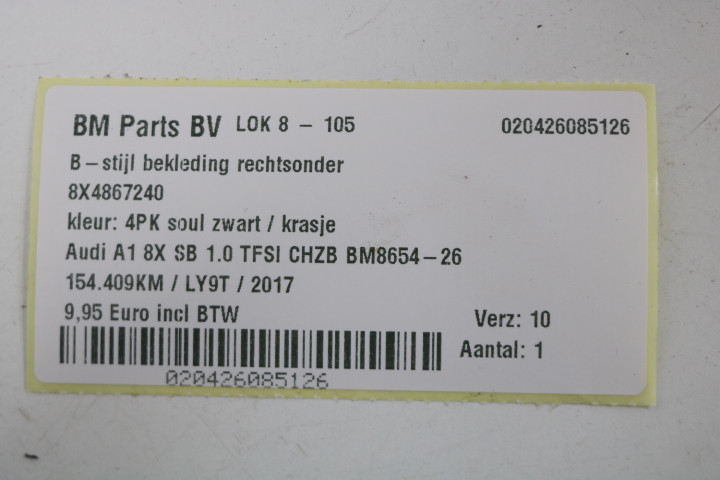 BM Parts BV LOK 8 - 105 020426085126
B-stijl bekleding rechtsonder
8X4867240
kleur: 4PK soul zwart / krasje
Audi A1 8X SB 1.0 TFSI CHZB BM8654-26
154.409KM / LY9T / 2017
9,95 Euro incl BTW
Verz: 10
Aantal: 1
020426085126